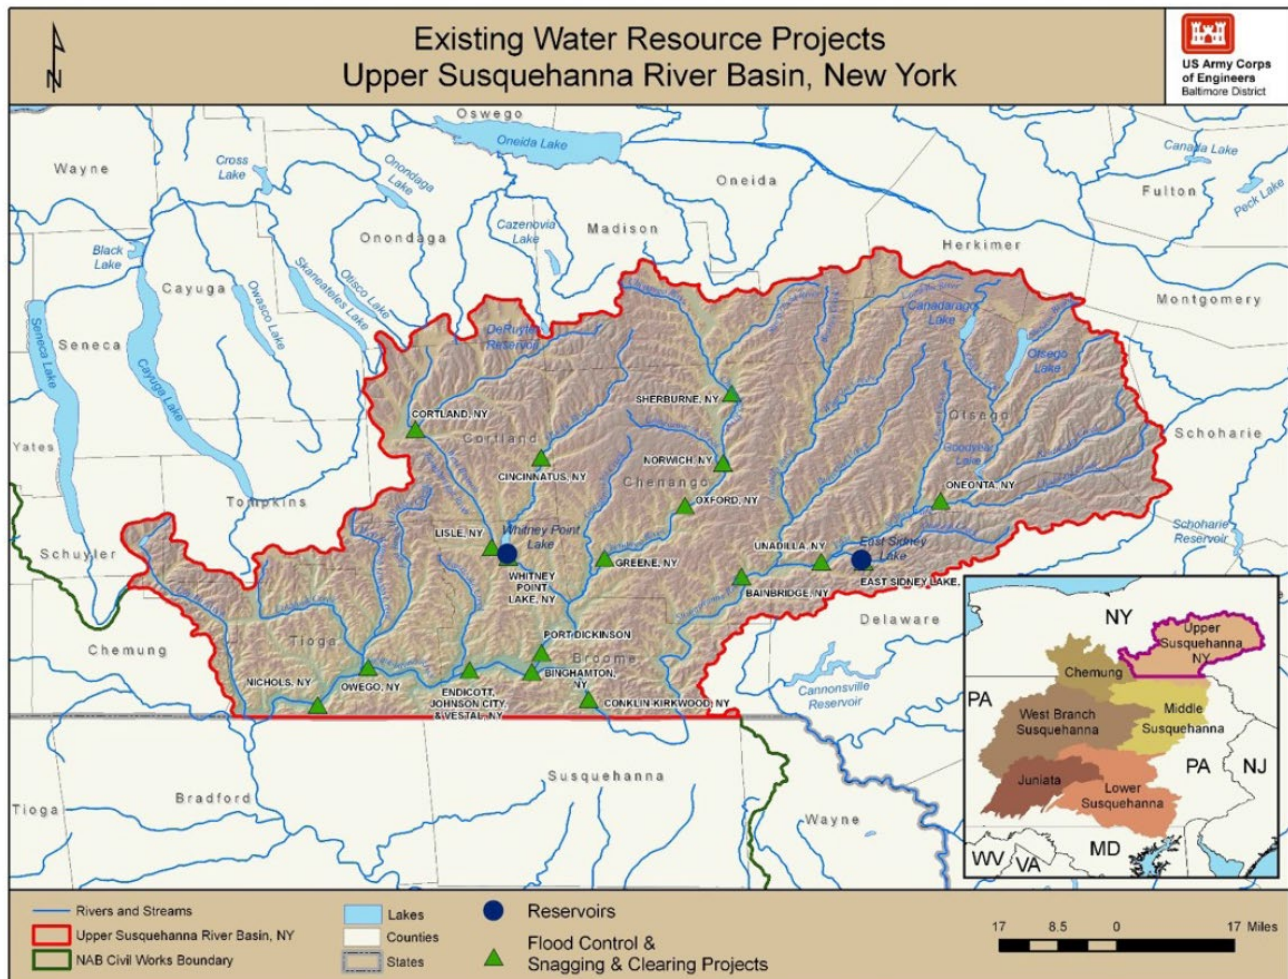 N
Existing Water Resource Projects
Upper Susquehanna River Basin, New York
US Army Corps
of Engineers
Baltimore District
Oswego
Oneida Lake
Wayne
Cross
Lake
Onondaga
Lake
Oneida
Canada Lake
Fulton
Peck Lake
Cazenovia
Lake
Madison
Onondaga
Herkimer
Black
Lake
Cayuga
Skaneateles Lake
Otisco Lake
Owasco Lake
Montgomery
Seneca Lake
Seneca
Cayuga Lake
DeRuyter
Reservoir
Canadarago
Lake
Otsego
Lake
SHERBURNE, NY
CORTLAND, NY
Cortland
Otsego
Schoharie
Yates
Goodyear
Lake
NORWICH, NY
CINCINNATUS, NY
Chenango
ONEONTA, NY
Tompkins
OXFORD, NY
LISLE, NY
Whitney Point
Lake
Schoharie
Reservoir
UNADILLA, NY
East Sidney
Lake
Schuyler
GREENE, NY
WHITNEY
POINT
LAKE, NY
EAST SIDNEY LAKE,
BAINBRIDGE, NY
Delaware
Tioga
PORT DICKINSON
Chemung
Broome
NICHOLS, NY
OWEGO, NY
BINGHAMTON,
NY
ENDICOTT,
JOHNSON CITY,
& VESTAL, NY
CONKLIN-KIRKWOOD, NY
Cannonsville
Reservoir
Susquehanna
Bradford
Tioga
Wayne
NY
Upper
Susquehanna
NY
Chemung
PA
West Branch
Susquehanna
Middle
Susquehanna
PA
NJ
Juniata
Lower
Susquehanna
WV
VA
MD
Rivers and Streams
Upper Susquehanna River Basin, NY
NAB Civil Works Boundary
Lakes
Counties
States
Reservoirs
Flood Control &
Snagging & Clearing Projects
17 8.5 0 17 Miles